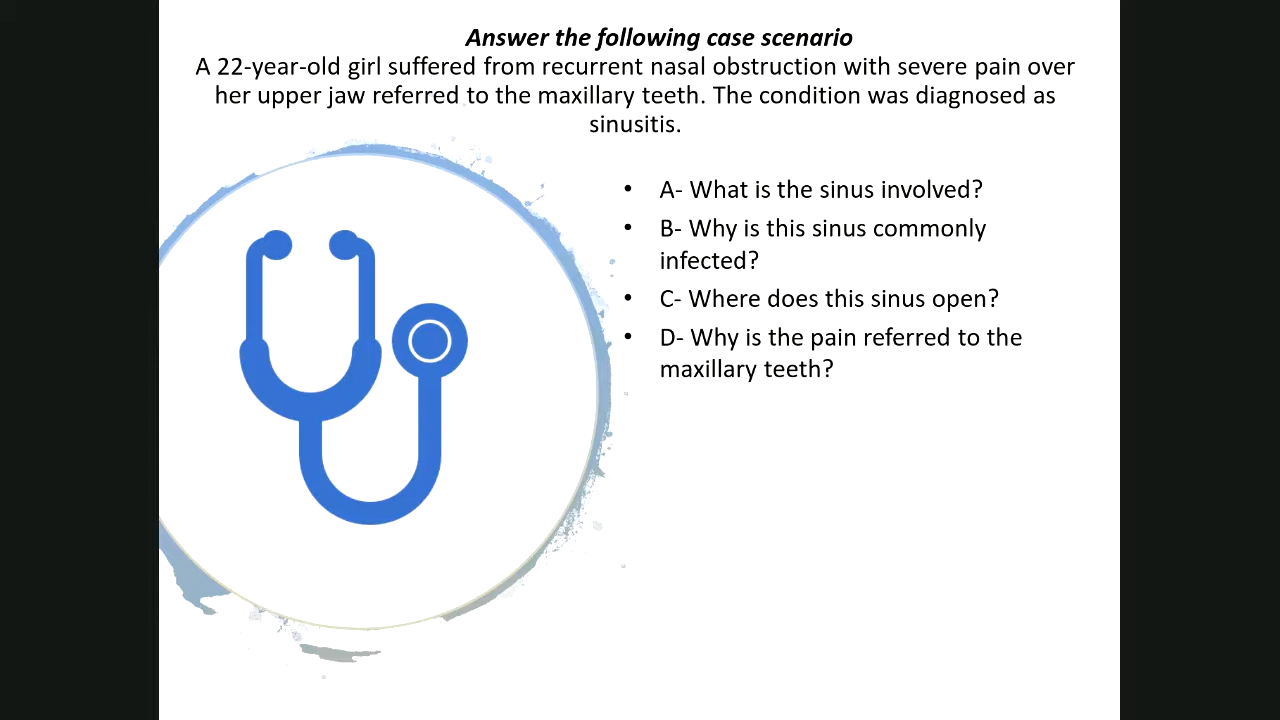 Answer the following case scenario
A 22-year-old girl suffered from recurrent nasal obstruction with severe pain over
her upper jaw referred to the maxillary teeth. The condition was diagnosed as
sinusitis.
• A- What is the sinus involved?
• B- Why is this sinus commonly
infected?
• C- Where does this sinus open?
• D- Why is the pain referred to the
maxillary teeth?